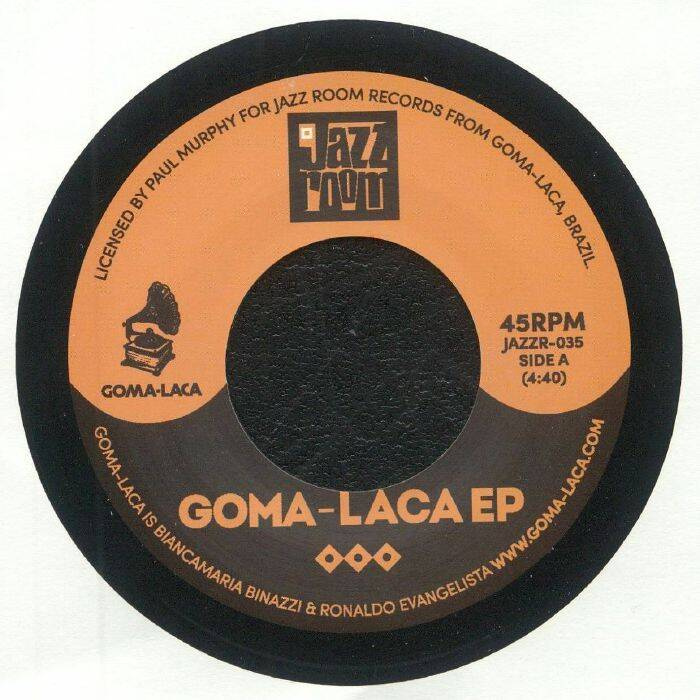 LICENSED BY PAUL MURPHY FOR JAZZ ROOM RECORDS FROM GOMA-LACA, BRAZIL.
Jazz
room
45RPM
JAZZR-035
SIDE A
(4:40)
GOMA-LACA
GOMA-LACA EP
GOMA-LACA IS BIANCAMARIA BINAZZI & RONALDO EVANGELISTA WWW.GOMA-LACA.COM